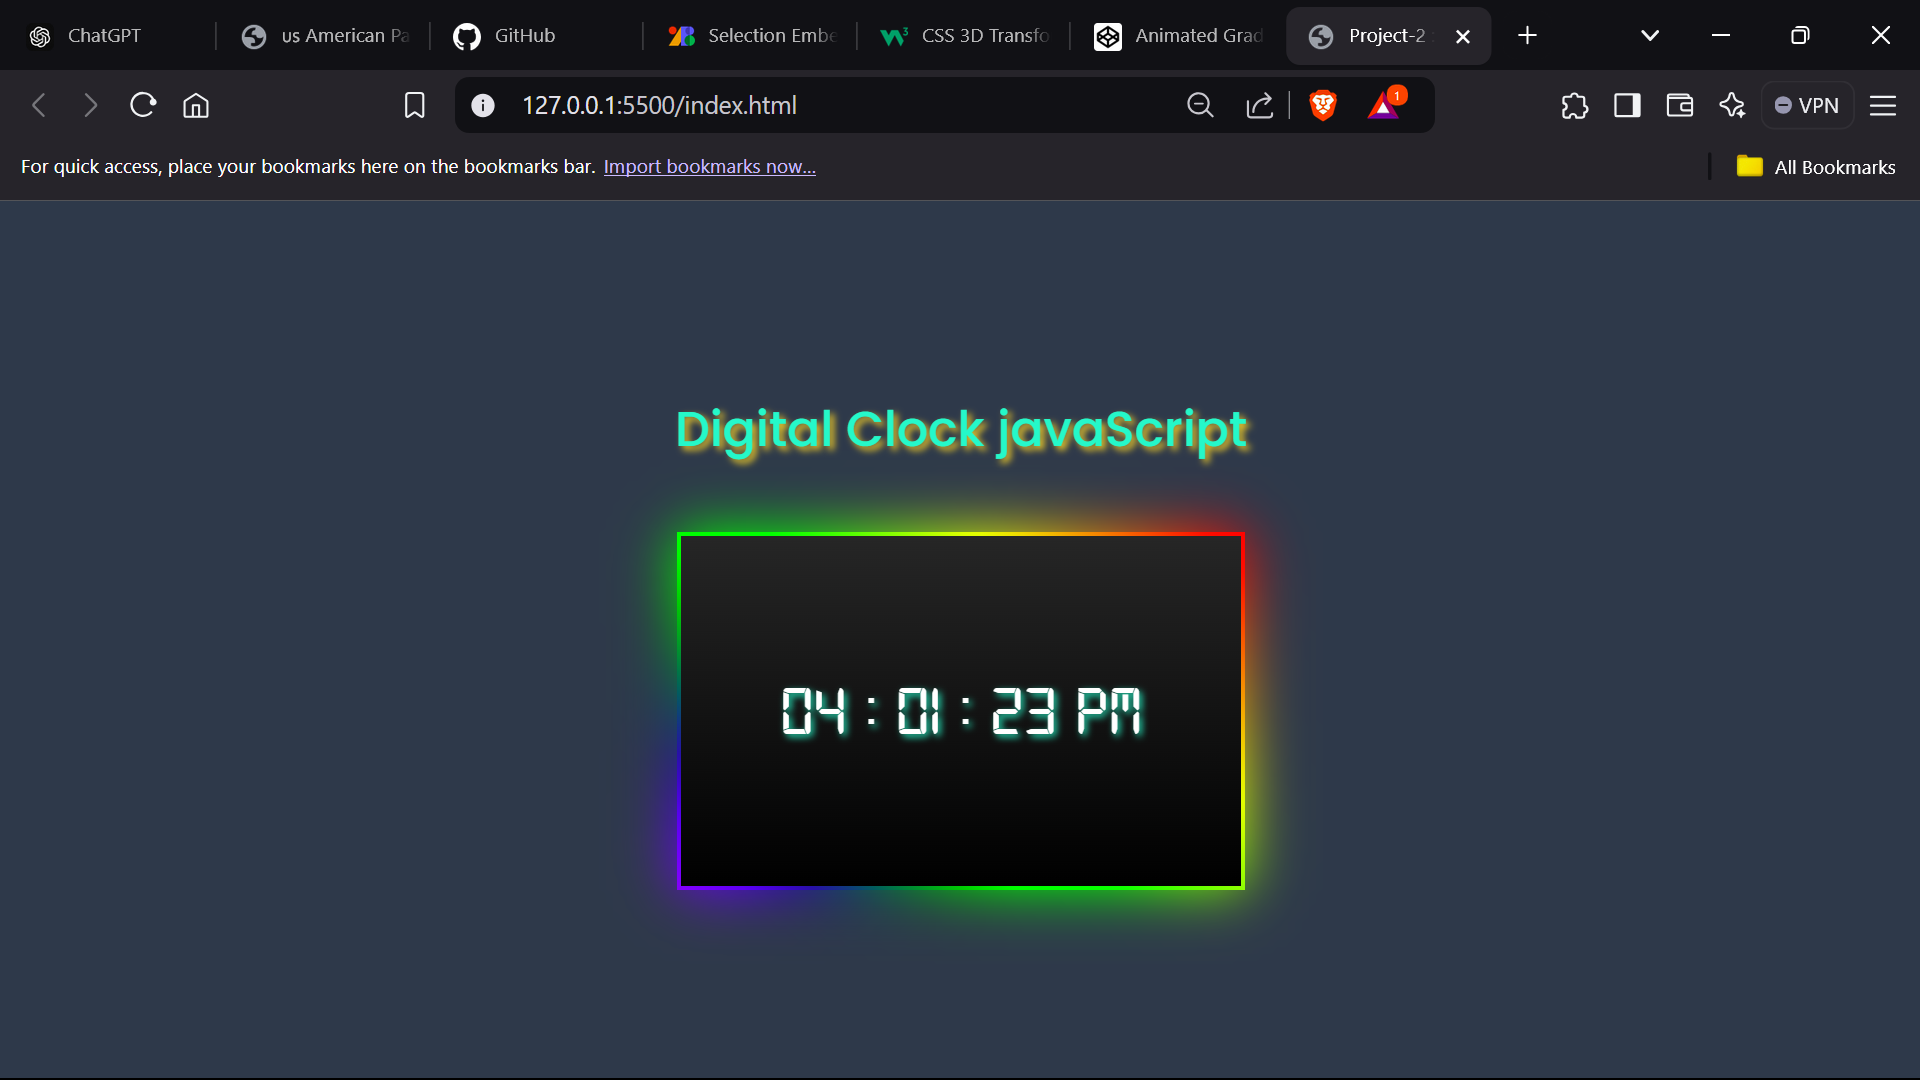 ChatGPT
us American Pa
GitHub
Selection Embe
CSS 3D Transfo
Animated Grad
Project-2
127.0.0.1:5500/index.html
1
VPN
For quick access, place your bookmarks here on the bookmarks bar. Import bookmarks now...
All Bookmarks
Digital Clock javaScript
04 : 01 : 23 PM